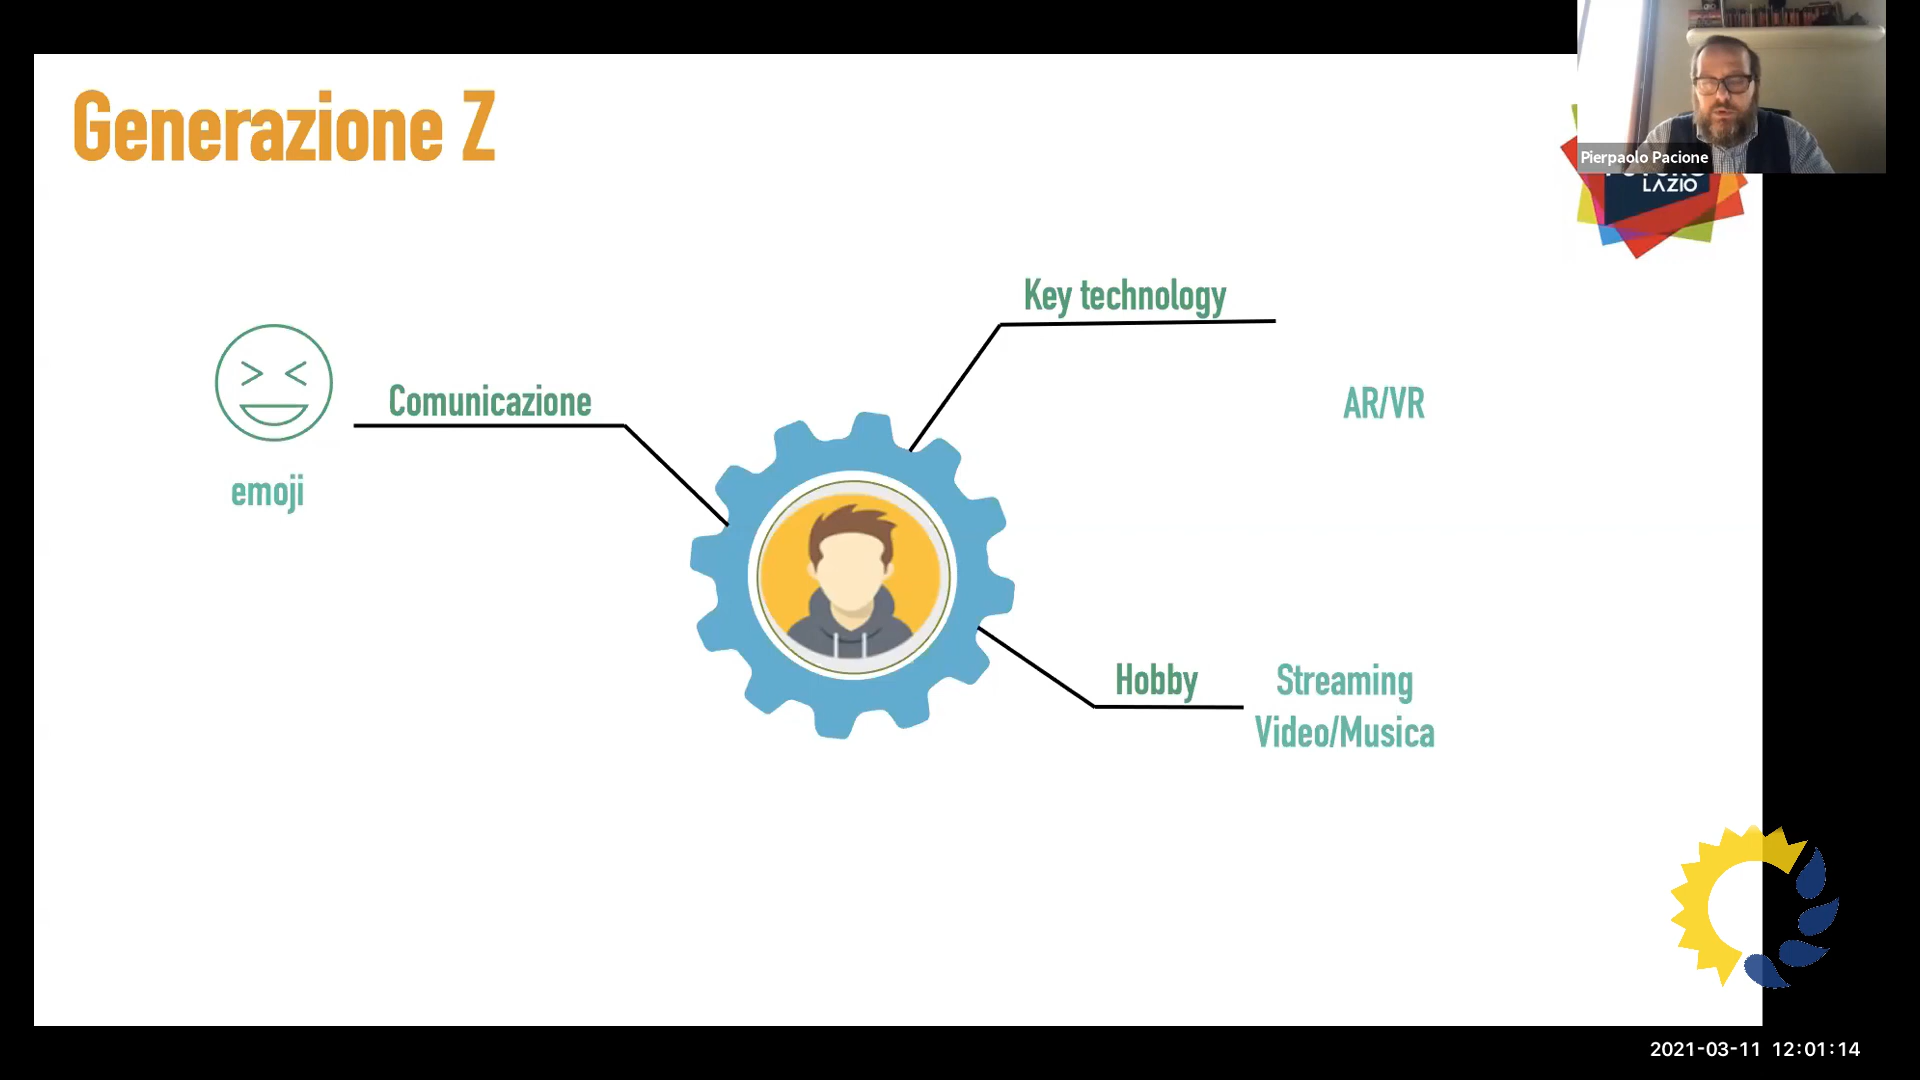 Generazione Z
Pierpaolo Pacione
LAZIO
Key technology
Comunicazione
AR/VR
emoji
Hobby
Streaming
Video/Musica
2021-03-11 12:01:14